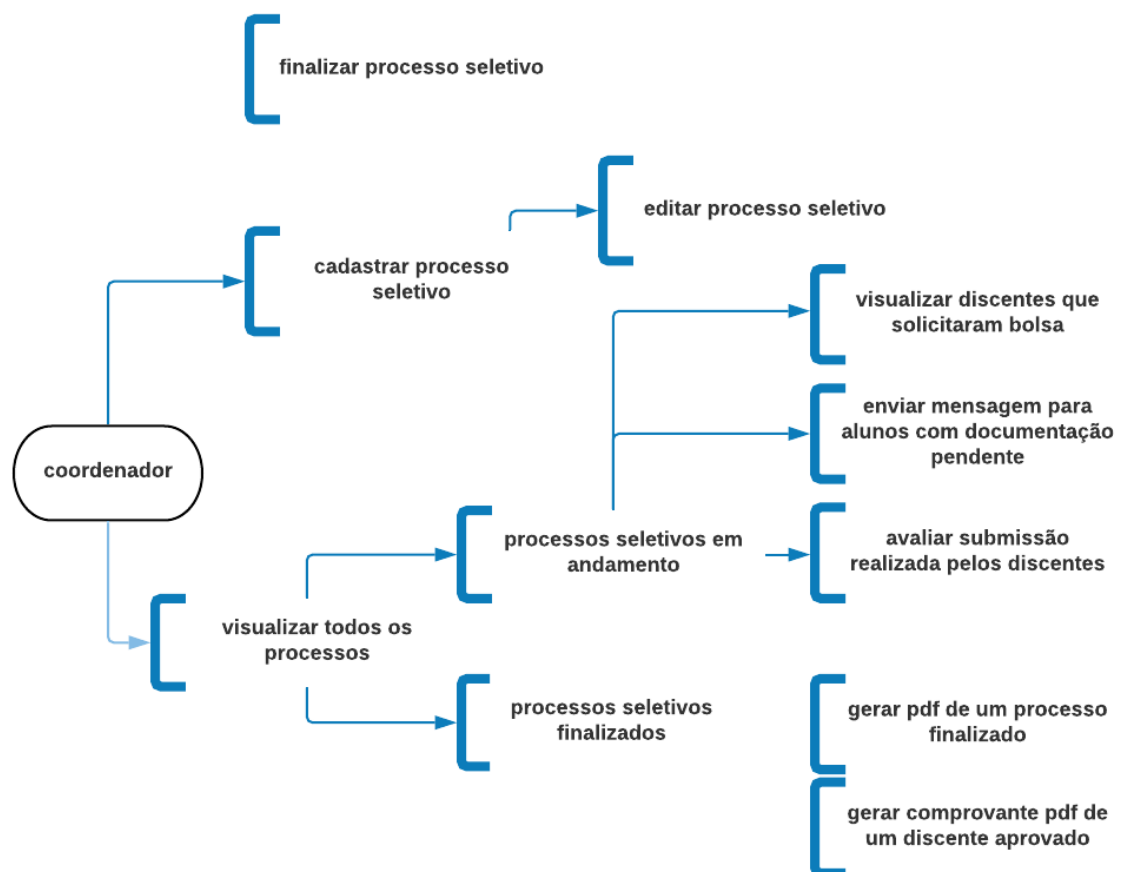 finalizar processo seletivo
editar processo seletivo
cadastrar processo
seletivo
visualizar discentes que
solicitaram bolsa
enviar mensagem para
alunos com documentação
pendente
coordenador
processos seletivos em
andamento
avaliar submissão
realizada pelos discentes
visualizar todos os
processos
processos seletivos
finalizados
gerar pdf de um processo
finalizado
gerar comprovante pdf de
um discente aprovado